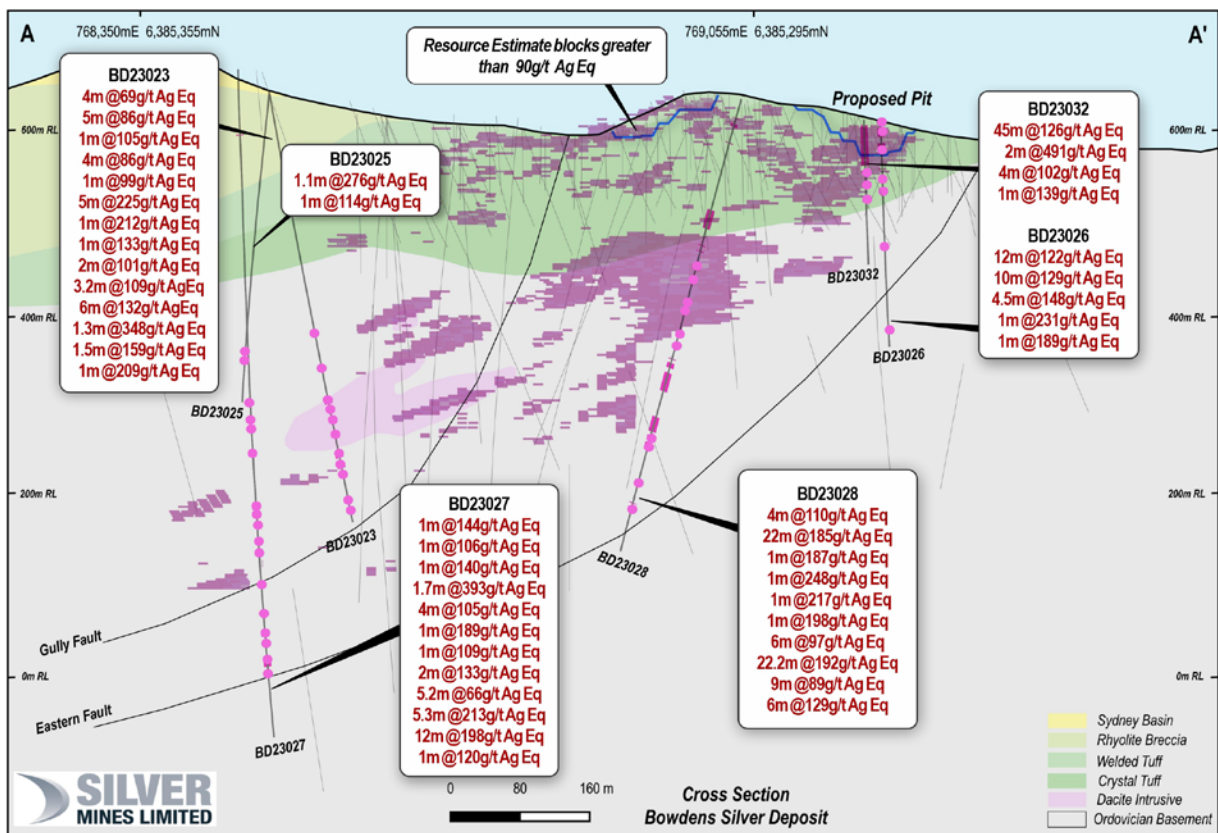 A
768,350mE 6,385,355mN
769,055mE 6,385,295mN
A'
Resource Estimate blocks greater
than 90g/t Ag Eq
Proposed Pit
BD23023
4m@69g/t Ag Eq
5m@86g/t Ag Eq
1m@105g/t Ag Eq
4m@86g/t Ag Eq
1m@99g/t Ag Eq
5m@225g/t Ag Eq
1m@212g/t Ag Eq
1m@133g/t Ag Eq
2m@101g/t Ag Eq
3.2m@109g/t AgEq
6m@132g/t Ag Eq
1.3m@348g/t Ag Eq
1.5m@159g/t Ag Eq
1m@209g/t Ag Eq
BD23025
1.1m@276g/t Ag Eq
1m@114g/t Ag Eq
BD23032
45m@126g/t Ag Eq
2m@491g/t Ag Eq
4m@102g/t Ag Eq
1m@139g/t Ag Eq
BD23026
12m@122g/t Ag Eq
10m@129g/t Ag Eq
4.5m@148g/t Ag Eq
1m@231g/t Ag Eq
1m@189g/t Ag Eq
600m RL
600m RL
400m RL
400m RL
200m RL
200m RL
0m RL
0m RL
BD23032
BD23026
BD23025
BD23023
BD23028
BD23027
Gully Fault
Eastern Fault
BD23027
1m@144g/t Ag Eq
1m@106g/t Ag Eq
1m@140g/t Ag Eq
1.7m@393g/t Ag Eq
4m@105g/t Ag Eq
1m@189g/t Ag Eq
1m@109g/t Ag Eq
2m@133g/t Ag Eq
5.2m@66g/t Ag Eq
5.3m@213g/t Ag Eq
12m@198g/t Ag Eq
1m@120g/t Ag Eq
BD23028
4m@110g/t Ag Eq
22m@185g/t Ag Eq
1m@187g/t Ag Eq
1m@248g/t Ag Eq
1m@217g/t Ag Eq
1m@198g/t Ag Eq
6m@97g/t Ag Eq
22.2m@192g/t Ag Eq
9m@89g/t Ag Eq
6m@129g/t Ag Eq
SILVER
MINES LIMITED
0 80 160 m
Cross Section
Bowdens Silver Deposit
Sydney Basin
Rhyolite Breccia
Welded Tuff
Crystal Tuff
Dacite Intrusive
Ordovician Basement